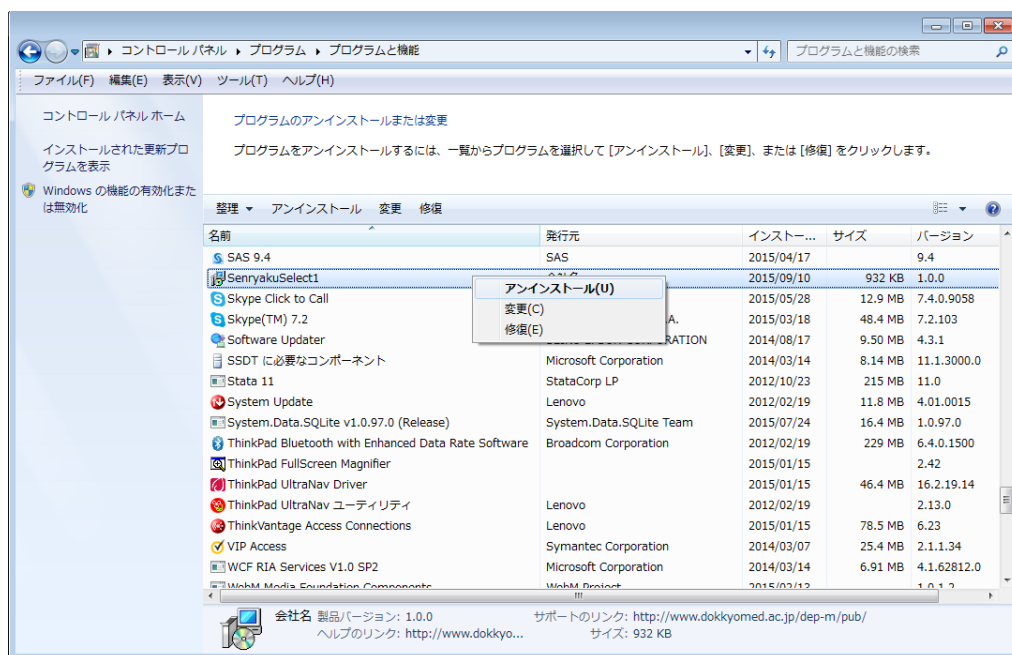 コントロール パネル ▸ プログラム ▸ プログラムと機能
プログラムと機能の検索
ファイル(F) 編集(E) 表示(V) ツール(T) ヘルプ(H)
コントロール パネル ホーム
インストールされた更新プロ
グラムを表示
Windows の機能の有効化また
は無効化
プログラムのアンインストールまたは変更
プログラムをアンインストールするには、一覧からプログラムを選択して [アンインストール]、[変更]、または [修復] をクリックします。
整理 アンインストール 変更 修復
名前 発行元 インストー... サイズ バージョン
SAS 9.4 SAS 2015/04/17 9.4
SenryakuSelect1 2015/09/10 932 KB 1.0.0
アンインストール(U)
変更(C)
修復(E)
Skype Click to Call 2015/05/28 12.9 MB 7.4.0.9058
Skype(TM) 7.2 .A. 2015/03/18 48.4 MB 7.2.103
Software Updater RATION 2014/08/17 9.50 MB 4.3.1
SSDT に必要なコンポーネント Microsoft Corporation 2014/03/14 8.14 MB 11.1.3000.0
Stata 11 StataCorp LP 2012/10/23 215 MB 11.0
System Update Lenovo 2012/02/19 11.8 MB 4.01.0015
System.Data.SQLite v1.0.97.0 (Release) System.Data.SQLite Team 2015/07/24 16.4 MB 1.0.97.0
ThinkPad Bluetooth with Enhanced Data Rate Software Broadcom Corporation 2012/02/19 229 MB 6.4.0.1500
ThinkPad FullScreen Magnifier 2015/01/15 2.42
ThinkPad UltraNav Driver 2015/01/15 46.4 MB 16.2.19.14
ThinkPad UltraNav ユーティリティ Lenovo 2012/02/19 2.13.0
ThinkVantage Access Connections Lenovo 2015/01/15 78.5 MB 6.23
VIP Access Symantec Corporation 2014/03/07 25.4 MB 2.1.1.34
WCF RIA Services V1.0 SP2 Microsoft Corporation 2014/03/14 6.91 MB 4.1.62812.0
WebM Media Foundation Components WebM Project 2015/02/13 1.0.1.2
会社名 製品バージョン: 1.0.0 サポートのリンク: http://www.dokkyomed.ac.jp/dep-m/pub/
ヘルプのリンク: http://www.dokkyo... サイズ: 932 KB